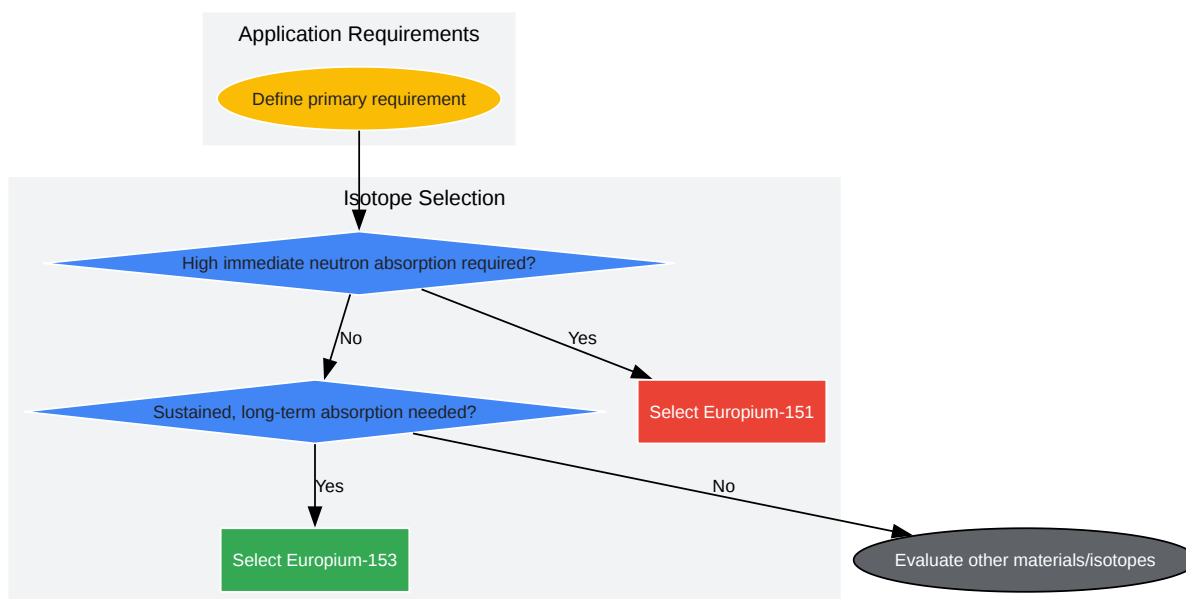 Application Requirements
Define primary requirement
Isotope Selection
High immediate neutron absorption required?
No
Yes
Sustained, long-term absorption needed?
Select Europium-151
Yes
No
Select Europium-153
Evaluate other materials/isotopes